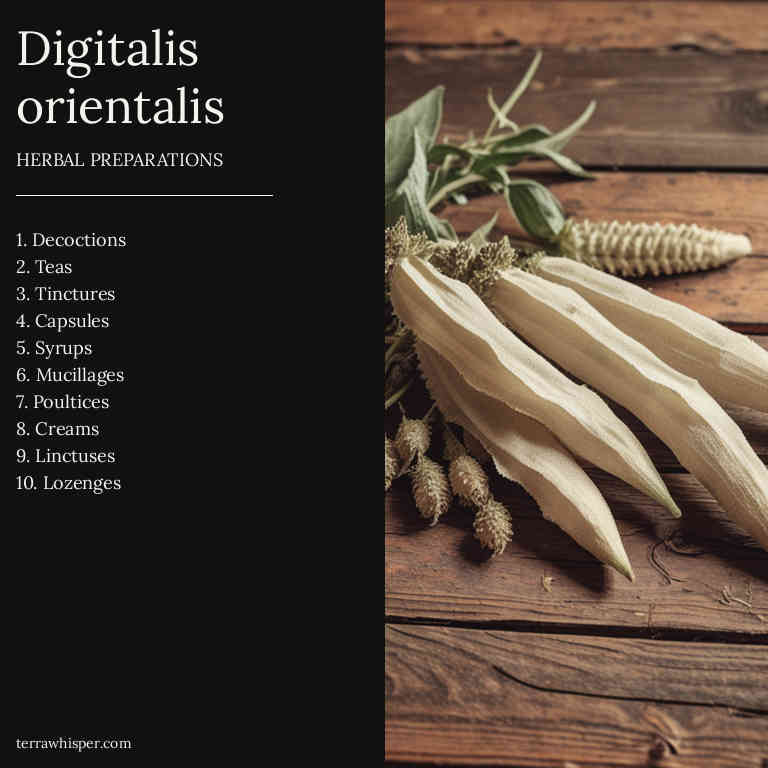 Digitalis
orientalis
HERBAL PREPARATIONS
1. Decoctions
2. Teas
3. Tinctures
4. Capsules
5. Syrups
6. Mucillages
7. Poultices
8. Creams
9. Linctuses
10. Lozenges
terrawhisper.com